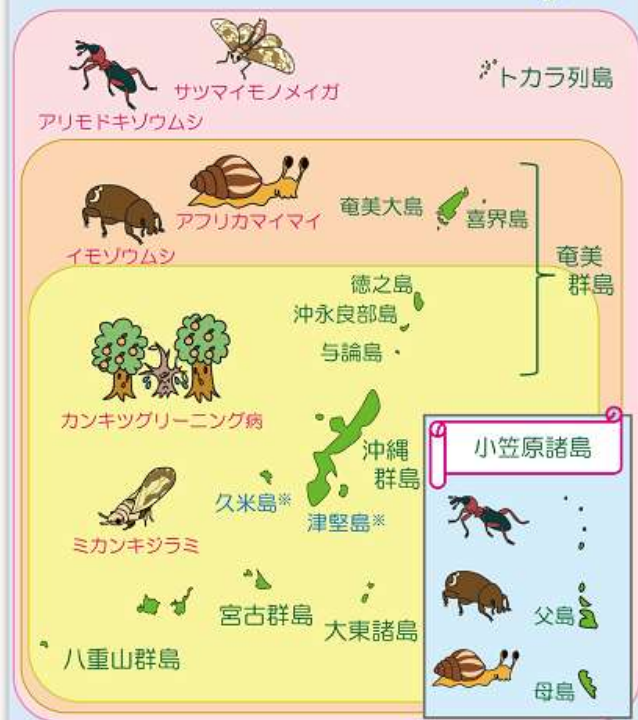 トカラ列島
サツマイモノメイガ
アリモドキゾウムシ
アフリカマイマイ
イモゾウムシ
奄美大島
喜界島
奄美
群島
徳之島
沖永良部島
与論島
カンキツグリーニング病
沖縄
群島
久米島※
津堅島※
ミカンキジラミ
宮古群島
大東諸島
八重山群島
小笠原諸島
父島
母島